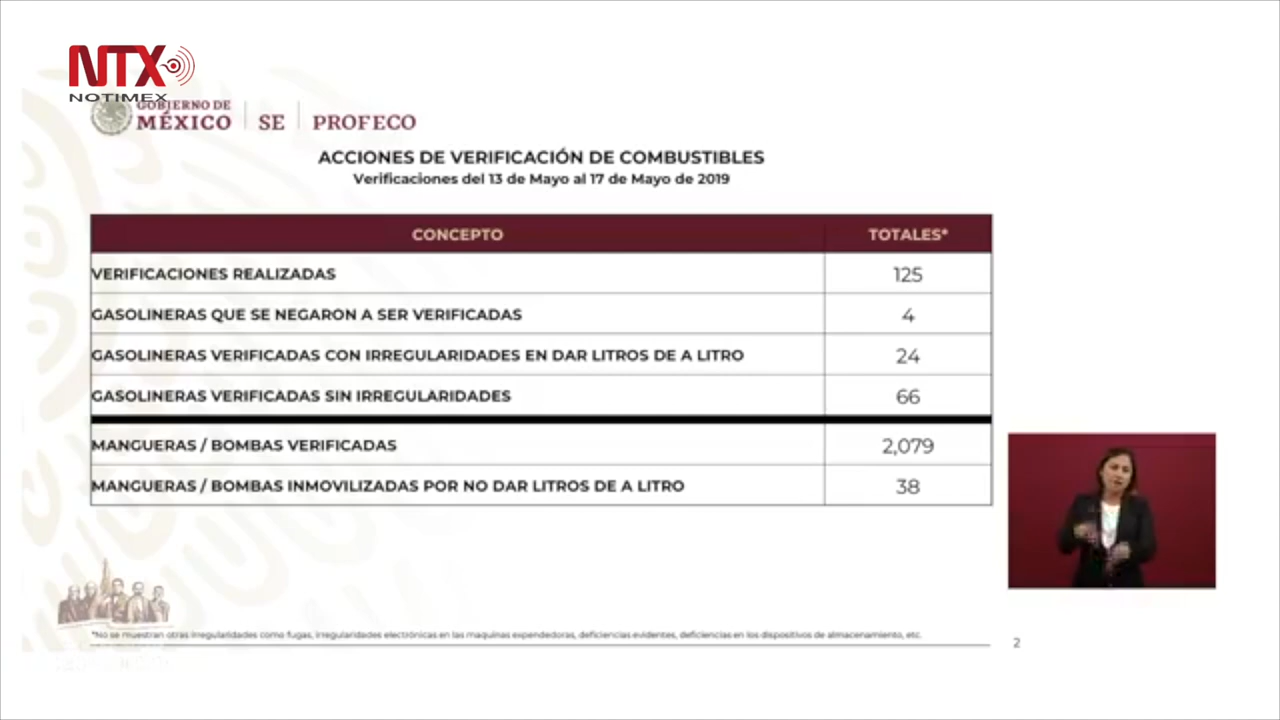 NTX
NOTIMEX
GOBIERNO DE
MÉXICO
SE
PROFECO
ACCIONES DE VERIFICACIÓN DE COMBUSTIBLES
Verificaciones del 13 de Mayo al 17 de Mayo de 2019
CONCEPTO TOTALES*
VERIFICACIONES REALIZADAS 125
GASOLINERAS QUE SE NEGARON A SER VERIFICADAS 4
GASOLINERAS VERIFICADAS CON IRREGULARIDADES EN DAR LITROS DE A LITRO 24
GASOLINERAS VERIFICADAS SIN IRREGULARIDADES 66
MANGUERAS / BOMBAS VERIFICADAS 2,079
MANGUERAS / BOMBAS INMOVILIZADAS POR NO DAR LITROS DE A LITRO 38
*No se muestran otras irregularidades como fugas, irregularidades electrónicas en las maquinas expendedoras, deficiencias evidentes, deficiencias en los dispositivos de almacenamiento, etc.
2